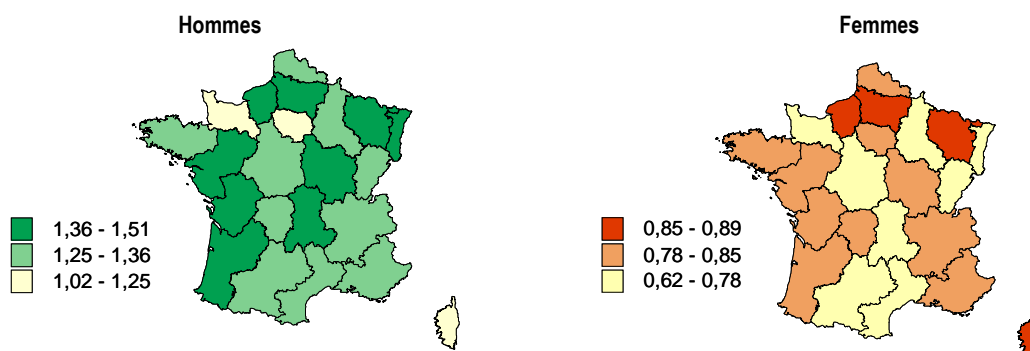 Hommes
Femmes
1,36 - 1,51
1,25 - 1,36
1,02 - 1,25
0,85 - 0,89
0,78 - 0,85
0,62 - 0,78